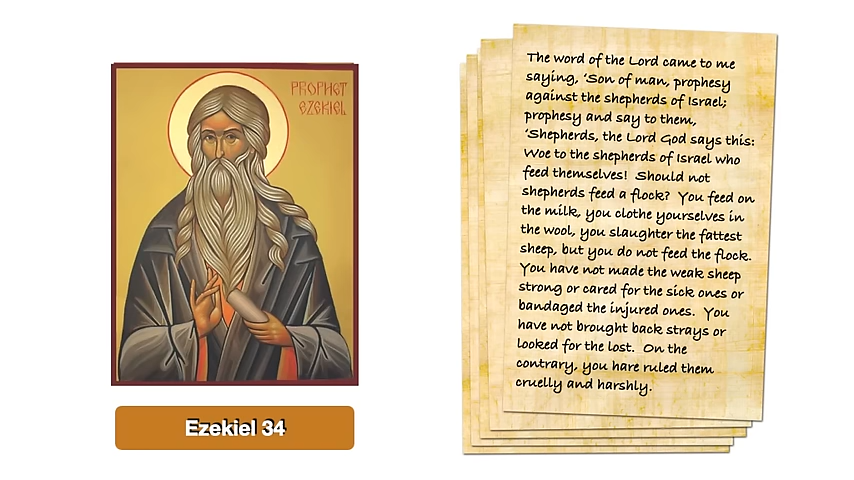 PROPHET
EZEKIEL
Ezekiel 34
The word of the Lord came to me
saying, 'Son of man, prophesy
against the shepherds of Israel;
prophesy and say to them,
'Shepherds, the Lord God says this:
Woe to the shepherds of Israel who
feed themselves! Should not
shepherds feed a flock? You feed on
the milk, you clothe yourselves in
the wool, you slaughter the fattest
sheep, but you do not feed the flock.
You have not made the weak sheep
strong or cared for the sick ones or
bandaged the injured ones. You
have not brought back strays or
looked for the lost. On the
contrary, you hare ruled them
cruelly and harshly.